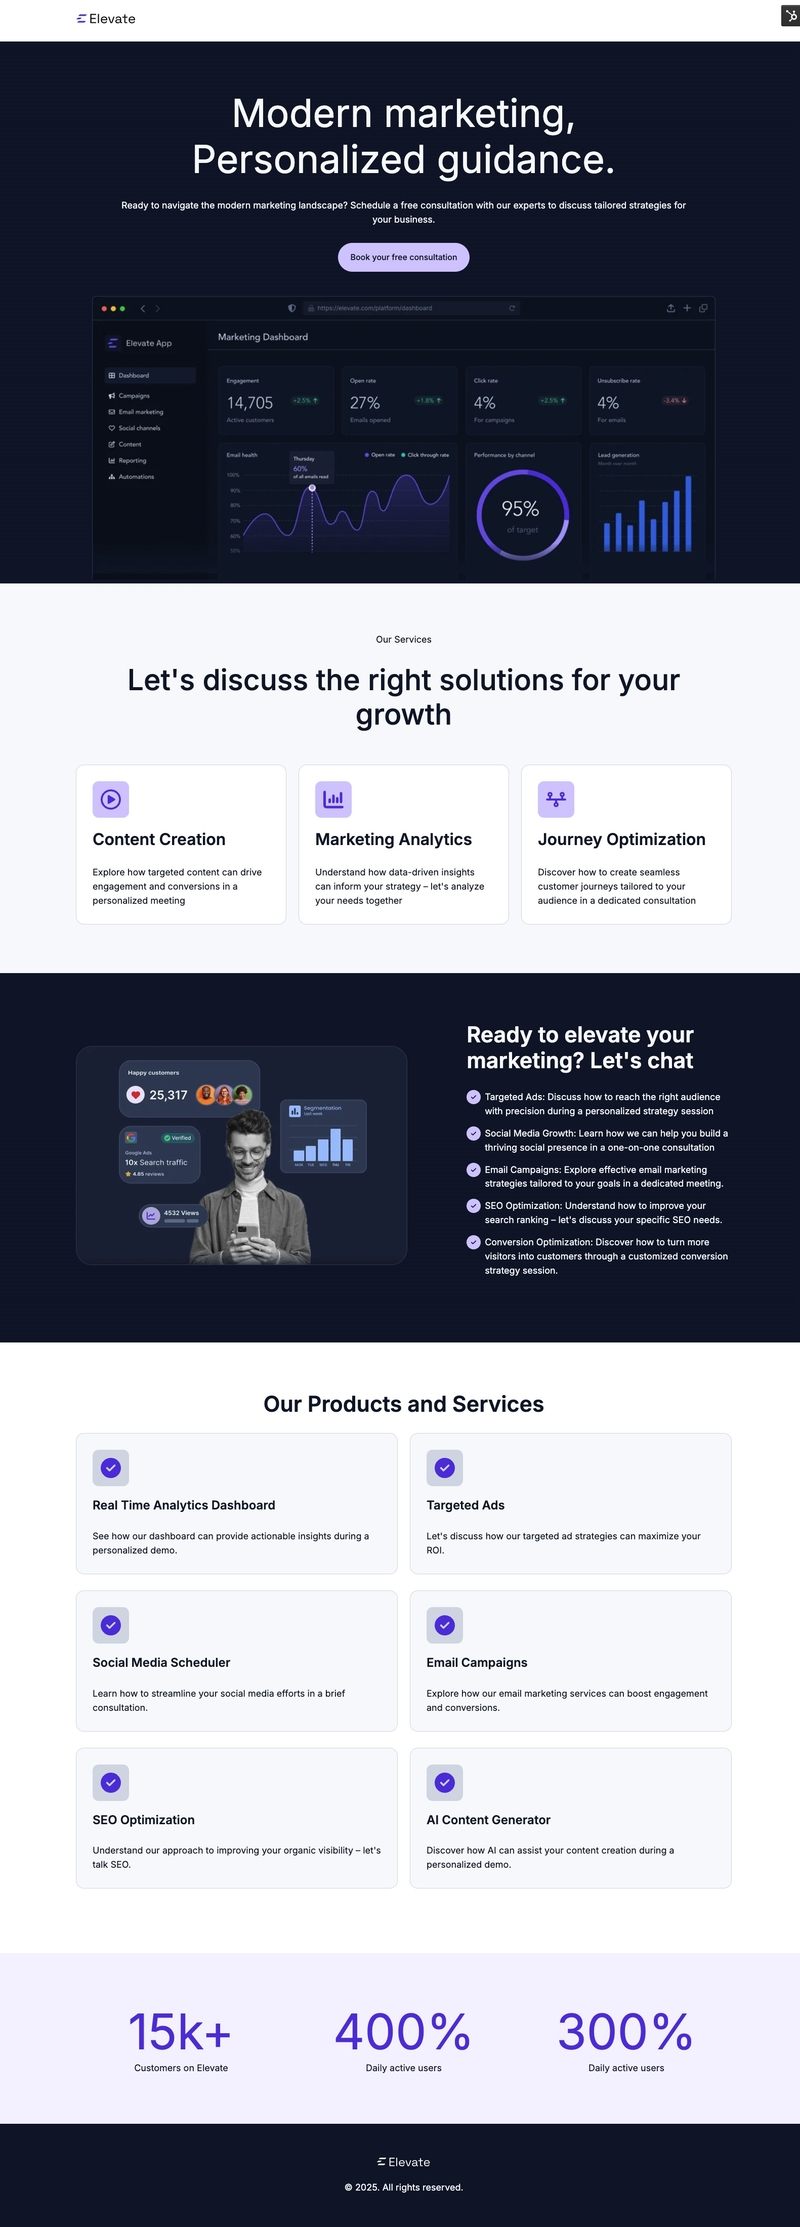 Elevate
Modern marketing,
Personalized guidance.
Ready to navigate the modern marketing landscape? Schedule a free consultation with our experts to discuss tailored strategies for
your business.
Book your free consultation
https://elevate.com/platform/dashboard
Elevate App
Marketing Dashboard
Dashboard
Campaigns
Email marketing
Social channels
Content
Reporting
Automations
Engagement
14,705
+2.5%
Active customers
Open rate
27%
+1.8%
Emails opened
Click rate
4%
+2.5%
For campaigns
Unsubscribe rate
4%
-3.4%
For emails
Email health
Open rate
Click through rate
Thursday
60%
of all emails read
100%
90%
80%
70%
60%
50%
Performance by channel
95%
of target
Lead generation
Month over month
Our Services
Let's discuss the right solutions for your
growth
Content Creation
Explore how targeted content can drive
engagement and conversions in a
personalized meeting
Marketing Analytics
Understand how data-driven insights
can inform your strategy – let's analyze
your needs together
Journey Optimization
Discover how to create seamless
customer journeys tailored to your
audience in a dedicated consultation
Happy customers
25,317
Verified
Google Ads
10x Search traffic
4.85 reviews
4532 Views
Segmentation
Last week
MON TUE WED THU FRI
Ready to elevate your
marketing? Let's chat
Targeted Ads: Discuss how to reach the right audience
with precision during a personalized strategy session
Social Media Growth: Learn how we can help you build a
thriving social presence in a one-on-one consultation
Email Campaigns: Explore effective email marketing
strategies tailored to your goals in a dedicated meeting.
SEO Optimization: Understand how to improve your
search ranking – let's discuss your specific SEO needs.
Conversion Optimization: Discover how to turn more
visitors into customers through a customized conversion
strategy session.
Our Products and Services
Real Time Analytics Dashboard
See how our dashboard can provide actionable insights during a
personalized demo.
Targeted Ads
Let's discuss how our targeted ad strategies can maximize your
ROI.
Social Media Scheduler
Learn how to streamline your social media efforts in a brief
consultation.
Email Campaigns
Explore how our email marketing services can boost engagement
and conversions.
SEO Optimization
Understand our approach to improving your organic visibility – let's
talk SEO.
AI Content Generator
Discover how AI can assist your content creation during a
personalized demo.
15k+
Customers on Elevate
400%
Daily active users
300%
Daily active users
Elevate
© 2025. All rights reserved.